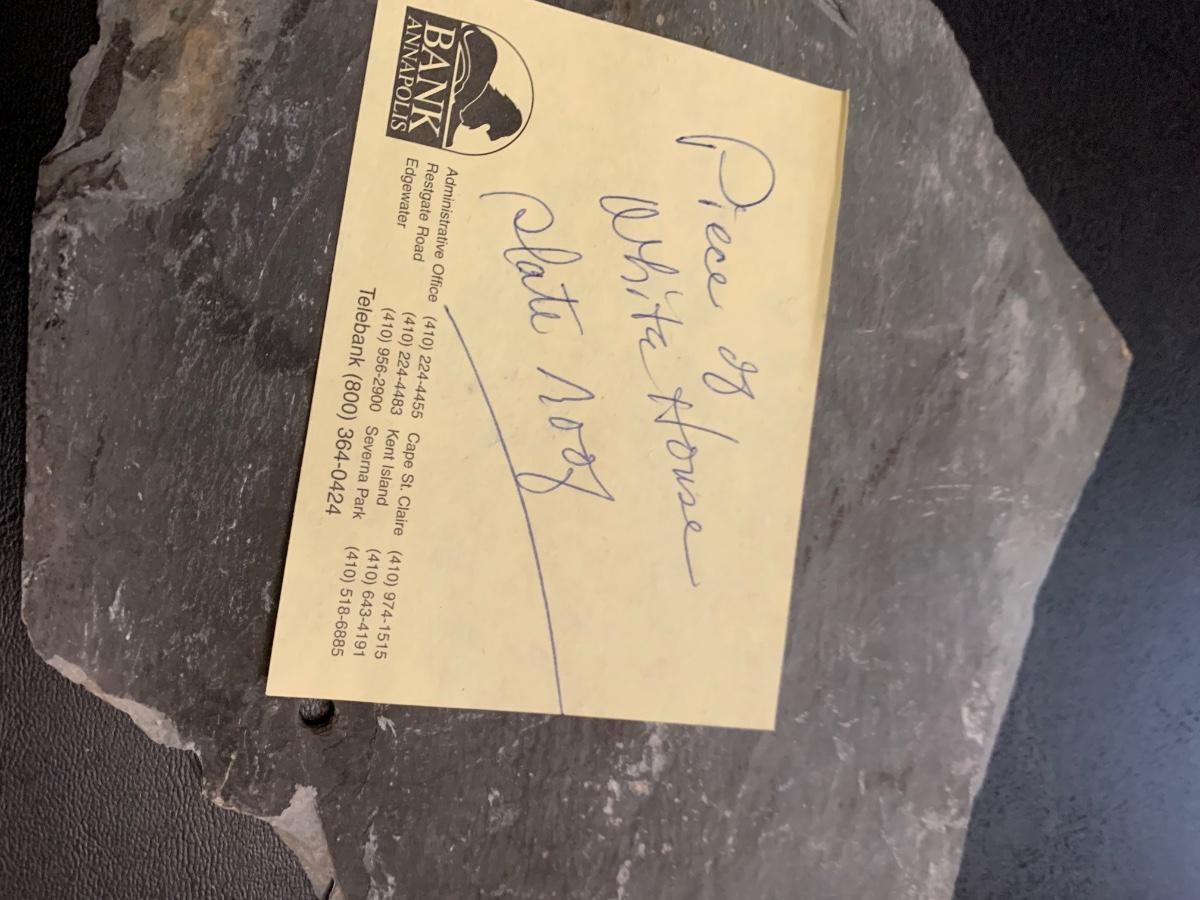 Piece of
White House
slate roof
BANK
ANNAPOLIS
Administrative Office (410) 224-4455 Cape St. Claire (410) 974-1515
Restgate Road (410) 224-4483 Kent Island (410) 643-4191
Edgewater (410) 956-2900 Severna Park (410) 518-6885
Telebank (800) 364-0424